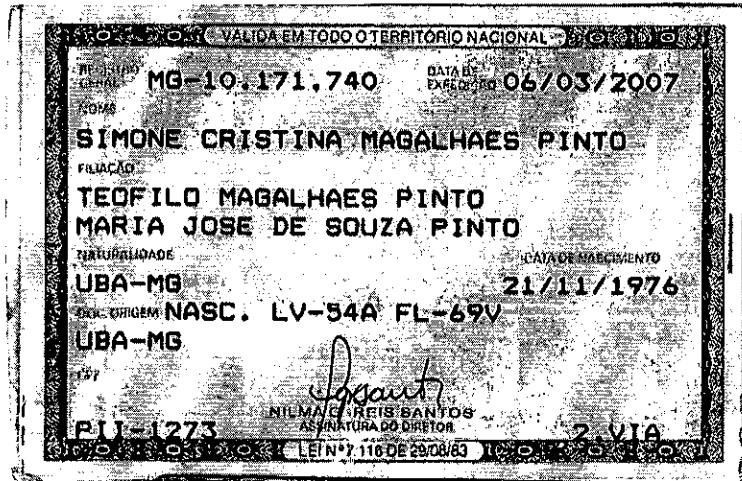 VÁLIDA EM TODO O TERRITÓRIO NACIONAL
REGISTRO GERAL MG-10.171.740 DATA DE EXPEDIÇÃO 06/03/2007
NOME
SIMONE CRISTINA MAGALHAES PINTO
FILIAÇÃO
TEOFILO MAGALHAES PINTO
MARIA JOSE DE SOUZA PINTO
NATURALIDADE DATA DE NASCIMENTO
UBA-MG 21/11/1976
DOC. ORIGEM NASC. LV-54A FL-69V
UBA-MG
CPF
NILMA REIS SANTOS
PIJ-1273 ASSINATURA DO DIRETOR 2.VIA
LEI Nº 7.116 DE 29/08/83